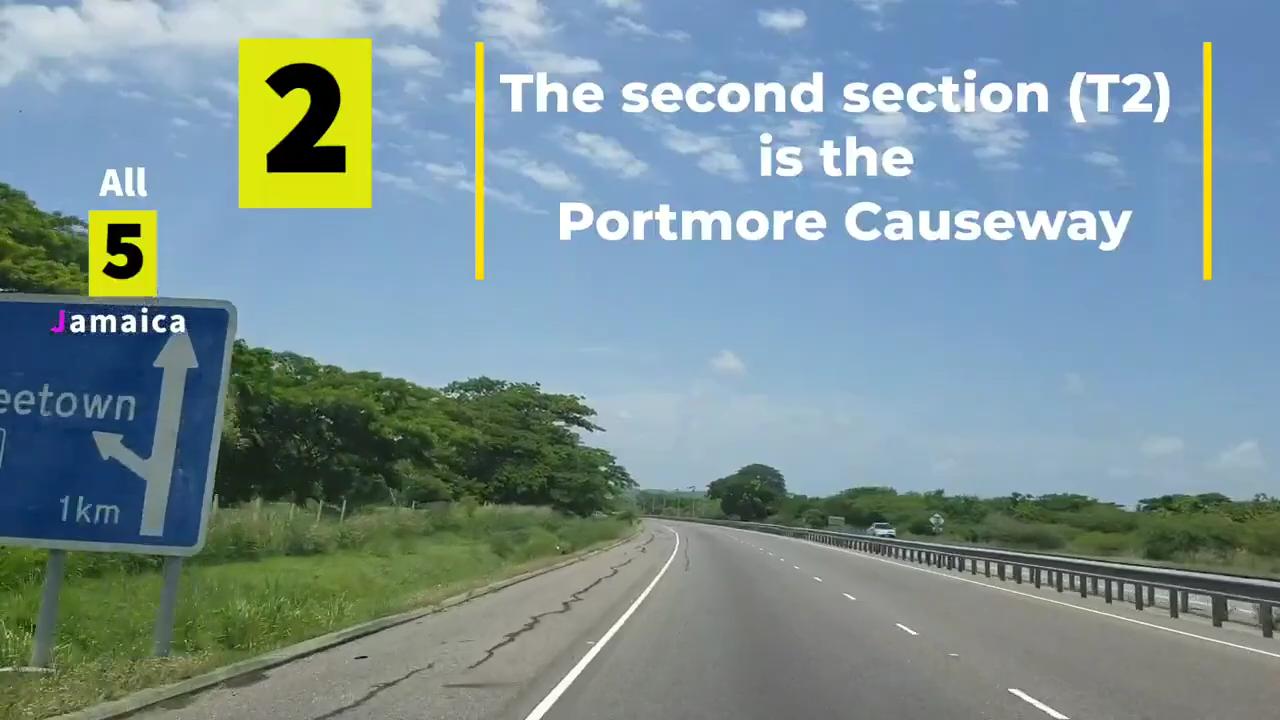 2
The second section (T2)
is the
Portmore Causeway
All
5
Jamaica
eetown
1km